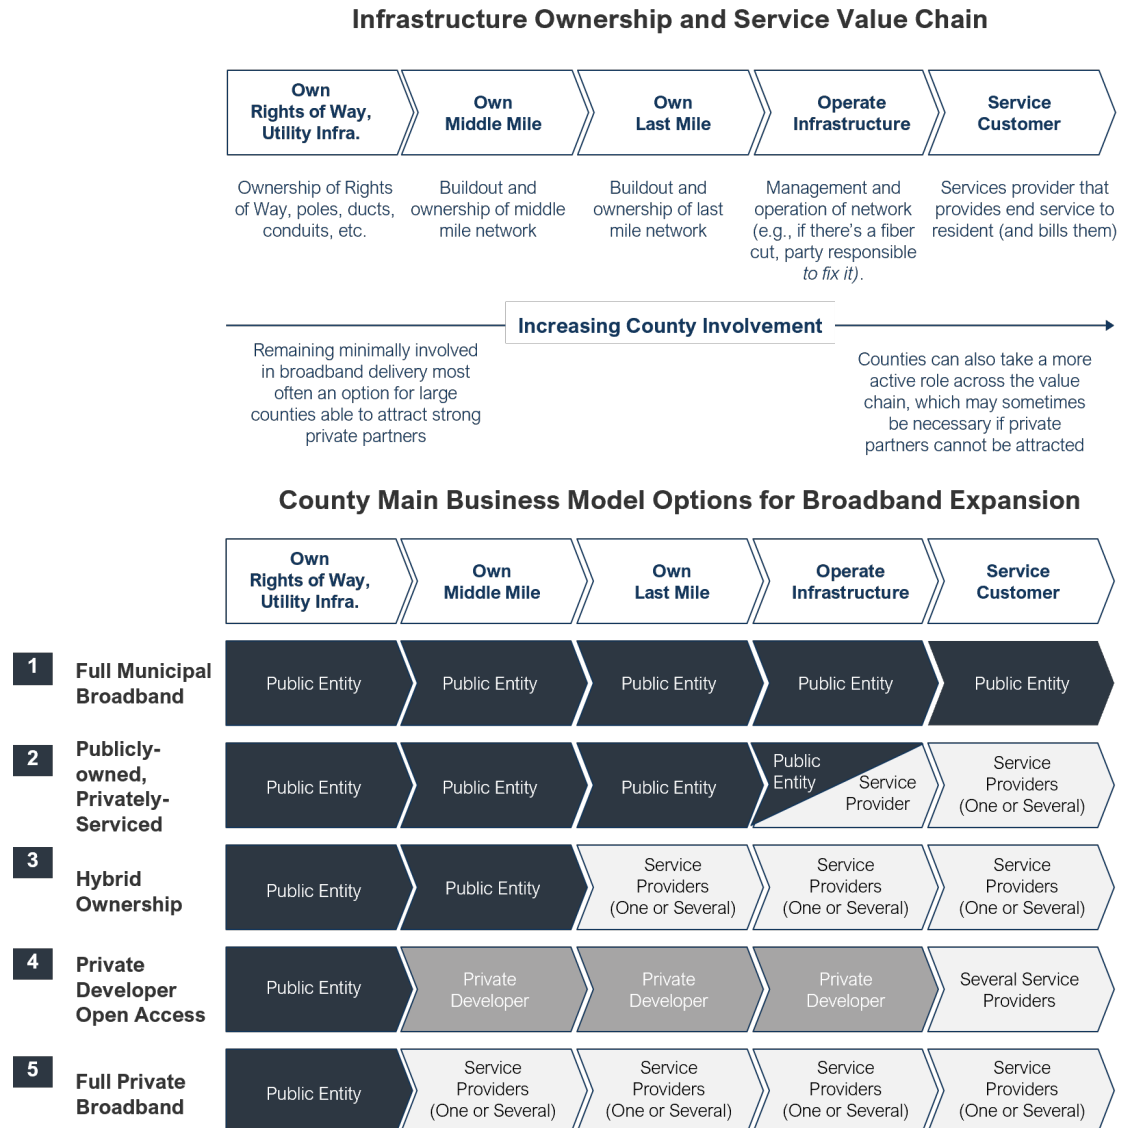 Infrastructure Ownership and Service Value Chain
Own
Rights of Way,
Utility Infra.
Own
Middle Mile
Own
Last Mile
Operate
Infrastructure
Service
Customer
Ownership of Rights
of Way, poles, ducts,
conduits, etc.
Buildout and
ownership of middle
mile network
Buildout and
ownership of last
mile network
Management and
operation of network
(e.g., if there's a fiber
cut, party responsible
to fix it).
Services provider that
provides end service to
resident (and bills them)
Increasing County Involvement
Remaining minimally involved
in broadband delivery most
often an option for large
counties able to attract strong
private partners
Counties can also take a more
active role across the value
chain, which may sometimes
be necessary if private
partners cannot be attracted
County Main Business Model Options for Broadband Expansion
Own
Rights of Way,
Utility Infra.
Own
Middle Mile
Own
Last Mile
Operate
Infrastructure
Service
Customer
1
Full Municipal
Broadband
Public Entity
Public Entity
Public Entity
Public Entity
Public Entity
2
Publicly-
owned,
Privately-
Serviced
Public Entity
Public Entity
Public Entity
Public
Entity
Service
Provider
Service
Providers
(One or Several)
3
Hybrid
Ownership
Public Entity
Public Entity
Service
Providers
(One or Several)
Service
Providers
(One or Several)
Service
Providers
(One or Several)
4
Private
Developer
Open Access
Public Entity
Private
Developer
Private
Developer
Private
Developer
Several Service
Providers
5
Full Private
Broadband
Public Entity
Service
Providers
(One or Several)
Service
Providers
(One or Several)
Service
Providers
(One or Several)
Service
Providers
(One or Several)